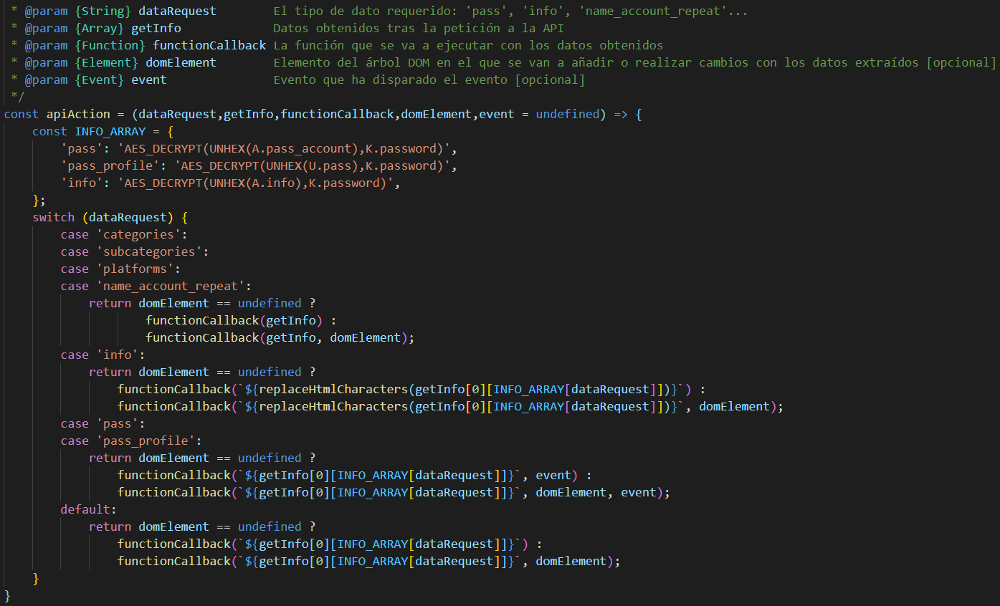 * @param {String} dataRequest        El tipo de dato requerido: 'pass', 'info', 'name_account_repeat'...
* @param {Array} getInfo             Datos obtenidos tras la petición a la API
* @param {Function} functionCallback La función que se va a ejecutar con los datos obtenidos
* @param {Element} domElement        Elemento del árbol DOM en el que se van a añadir o realizar cambios con los datos extraídos [opcional]
* @param {Event} event               Evento que ha disparado el evento [opcional]
*/
const apiAction = (dataRequest,getInfo,functionCallback,domElement,event = undefined) => {
    const INFO_ARRAY = {
        'pass': 'AES_DECRYPT(UNHEX(A.pass_account),K.password)',
        'pass_profile': 'AES_DECRYPT(UNHEX(U.pass),K.password)',
        'info': 'AES_DECRYPT(UNHEX(A.info),K.password)',
    };
    switch (dataRequest) {
        case 'categories':
        case 'subcategories':
        case 'platforms':
        case 'name_account_repeat':
            return domElement == undefined ?
                    functionCallback(getInfo) :
                    functionCallback(getInfo, domElement);
        case 'info':
            return domElement == undefined ?
                functionCallback(`${replaceHtmlCharacters(getInfo[0][INFO_ARRAY[dataRequest]])}`) :
                functionCallback(`${replaceHtmlCharacters(getInfo[0][INFO_ARRAY[dataRequest]])}`, domElement);
        case 'pass':
        case 'pass_profile':
            return domElement == undefined ?
                functionCallback(`${getInfo[0][INFO_ARRAY[dataRequest]]}`, event) :
                functionCallback(`${getInfo[0][INFO_ARRAY[dataRequest]]}`, domElement, event);
        default:
            return domElement == undefined ?
                functionCallback(`${getInfo[0][INFO_ARRAY[dataRequest]]}`) :
                functionCallback(`${getInfo[0][INFO_ARRAY[dataRequest]]}`, domElement);
    }
}